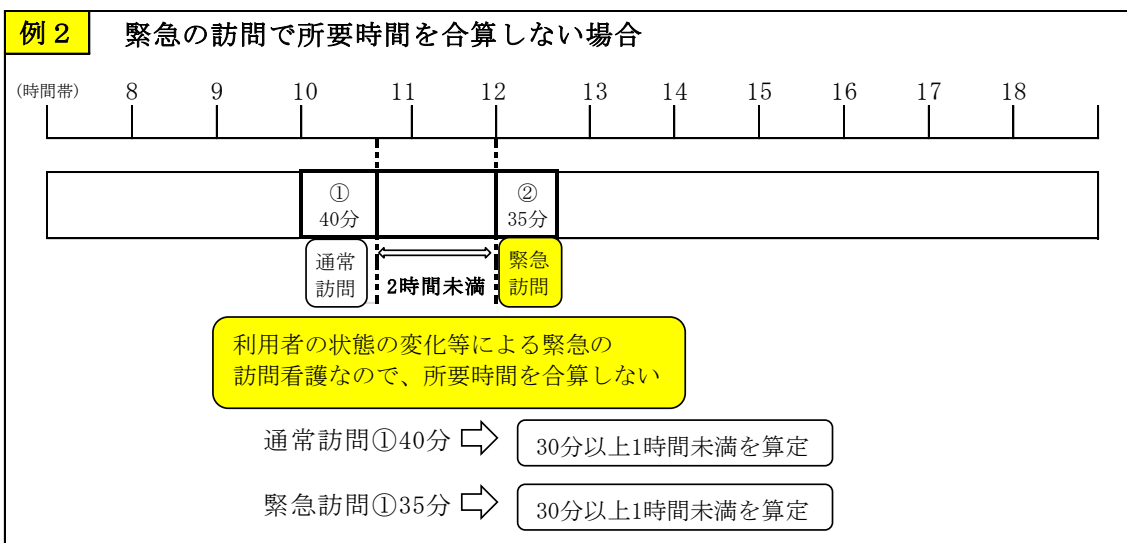 例２ 緊急の訪問で所要時間を合算しない場合
(時間帯) 8 9 10 11 12 13 14 15 16 17 18
① ②
40分 35分
通常 緊急
訪問 2時間未満 訪問
利用者の状態の変化等による緊急の
訪問看護なので、所要時間を合算しない
通常訪問①40分 ⇨ 30分以上1時間未満を算定
緊急訪問①35分 ⇨ 30分以上1時間未満を算定